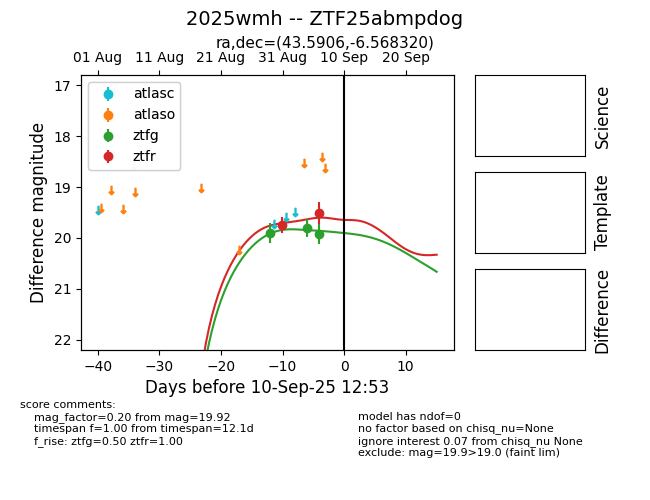 2025wmh -- ZTF25abmpdog
ra,dec=(43.5906,-6.568320)
01 Aug 11 Aug 21 Aug 31 Aug 10 Sep 20 Sep
atlasc
atlaso
ztfg
ztfr
17
18
19
20
21
22
Difference magnitude
−40 −30 −20 −10 0 10
Days before 10-Sep-25 12:53
Science
Template
Difference
score comments:
mag_factor=0.20 from mag=19.92
timespan f=1.00 from timespan=12.1d
f_rise: ztfg=0.50 ztfr=1.00
model has ndof=0
no factor based on chisq_nu=None
ignore interest 0.07 from chisq_nu None
exclude: mag=19.9>19.0 (faint lim)